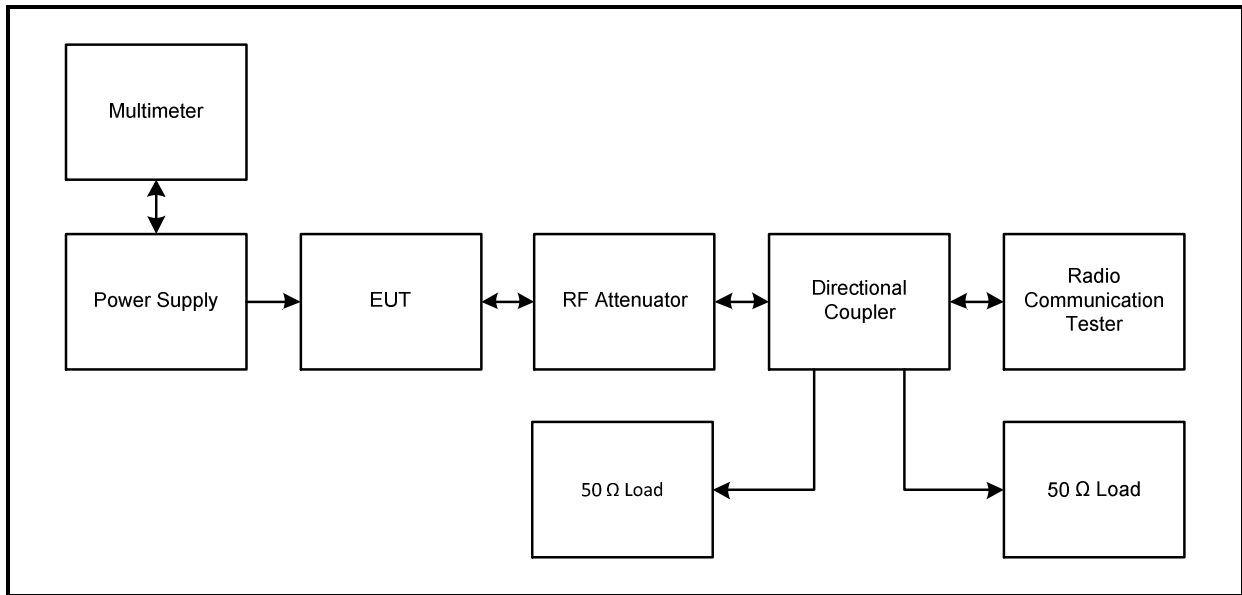 Multimeter
Power Supply
EUT
RF Attenuator
Directional
Coupler
Radio
Communication
Tester
50 Ω Load
50 Ω Load